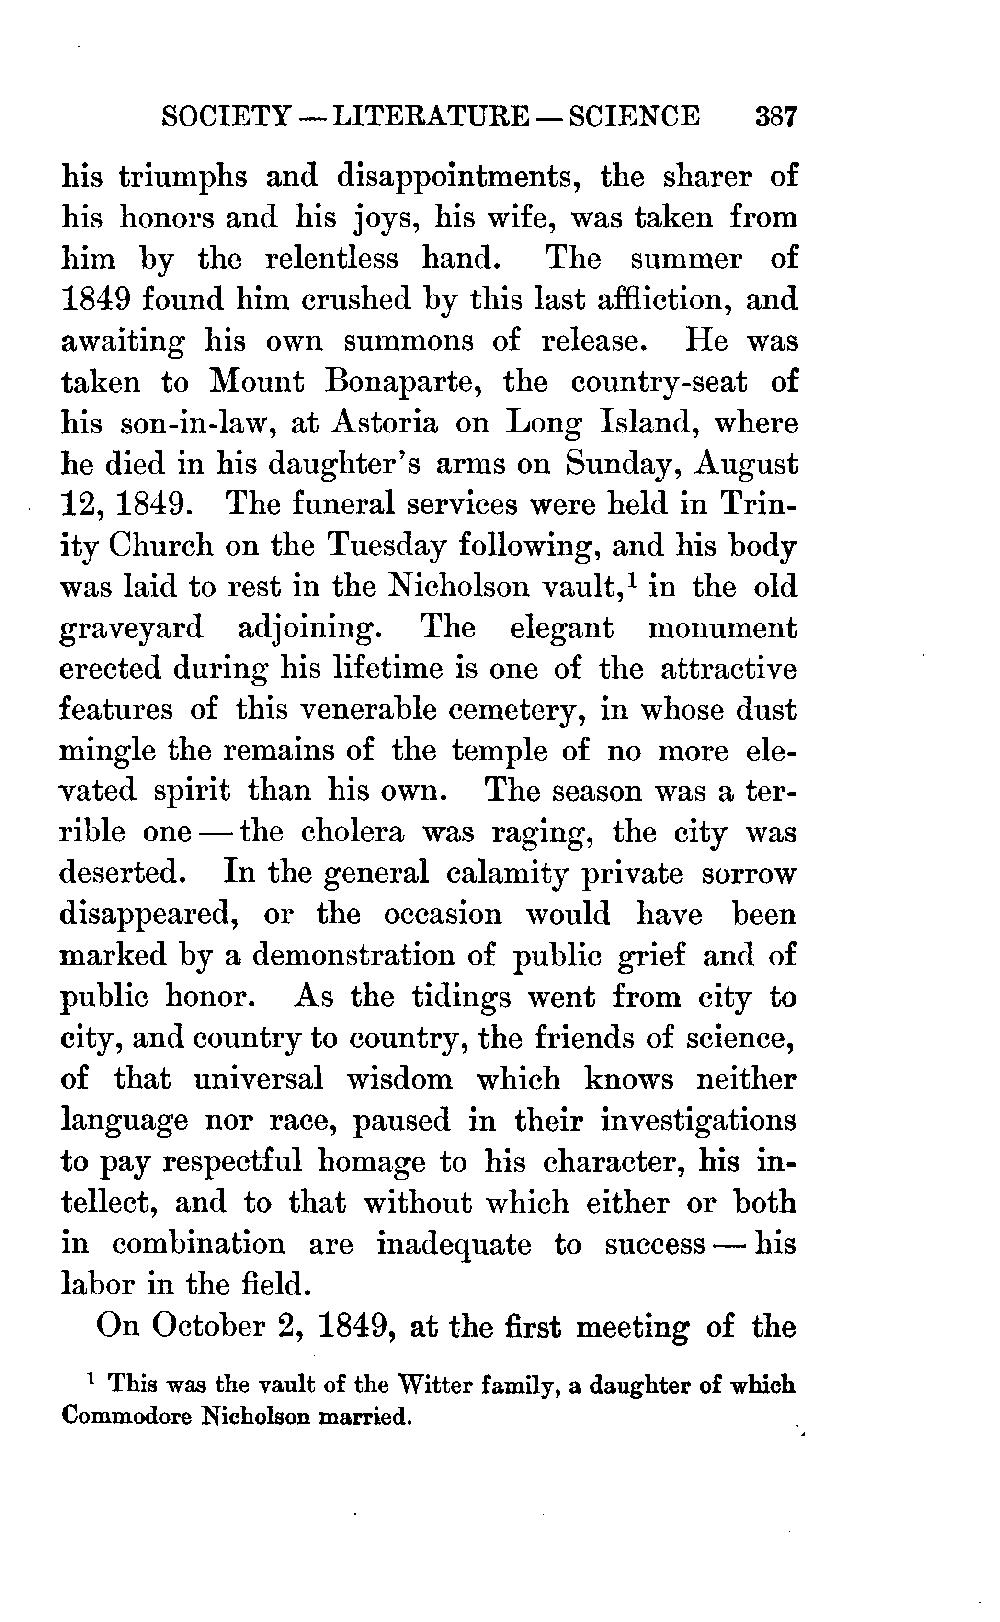 SOCIETY — LITERATURE — SCIENCE 387
his triumphs and disappointments, the sharer of
his honors and his joys, his wife, was taken from
him by the relentless hand. The summer of
1849 found him crushed by this last affliction, and
awaiting his own summons of release. He was
taken to Mount Bonaparte, the country-seat of
his son-in-law, at Astoria on Long Island, where
he died in his daughter's arms on Sunday, August
12, 1849. The funeral services were held in Trin-
ity Church on the Tuesday following, and his body
was laid to rest in the Nicholson vault,¹ in the old
graveyard adjoining. The elegant monument
erected during his lifetime is one of the attractive
features of this venerable cemetery, in whose dust
mingle the remains of the temple of no more ele-
vated spirit than his own. The season was a ter-
rible one — the cholera was raging, the city was
deserted. In the general calamity private sorrow
disappeared, or the occasion would have been
marked by a demonstration of public grief and of
public honor. As the tidings went from city to
city, and country to country, the friends of science,
of that universal wisdom which knows neither
language nor race, paused in their investigations
to pay respectful homage to his character, his in-
tellect, and to that without which either or both
in combination are inadequate to success — his
labor in the field.
On October 2, 1849, at the first meeting of the
¹ This was the vault of the Witter family, a daughter of which
Commodore Nicholson married.